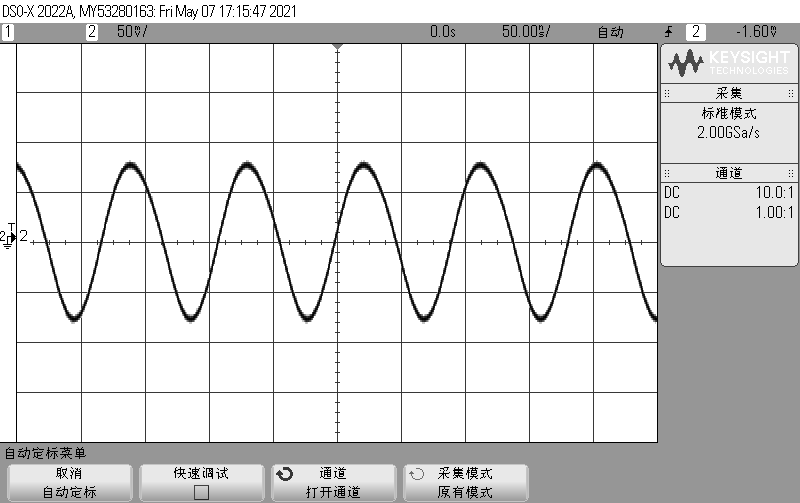 DSO-X 2022A, MY53280163: Fri May 07 17:15:47 2021
1 2 50V/ 0.0s 50.00ms/ 自动 2 -1.60V
KEYSIGHT
TECHNOLOGIES
采集
标准模式
2.00GSa/s
通道
DC 10.0:1
DC 1.00:1
T
2 2
自动定标菜单
取消
自动定标
快速调试
通道
打开通道
采集模式
原有模式